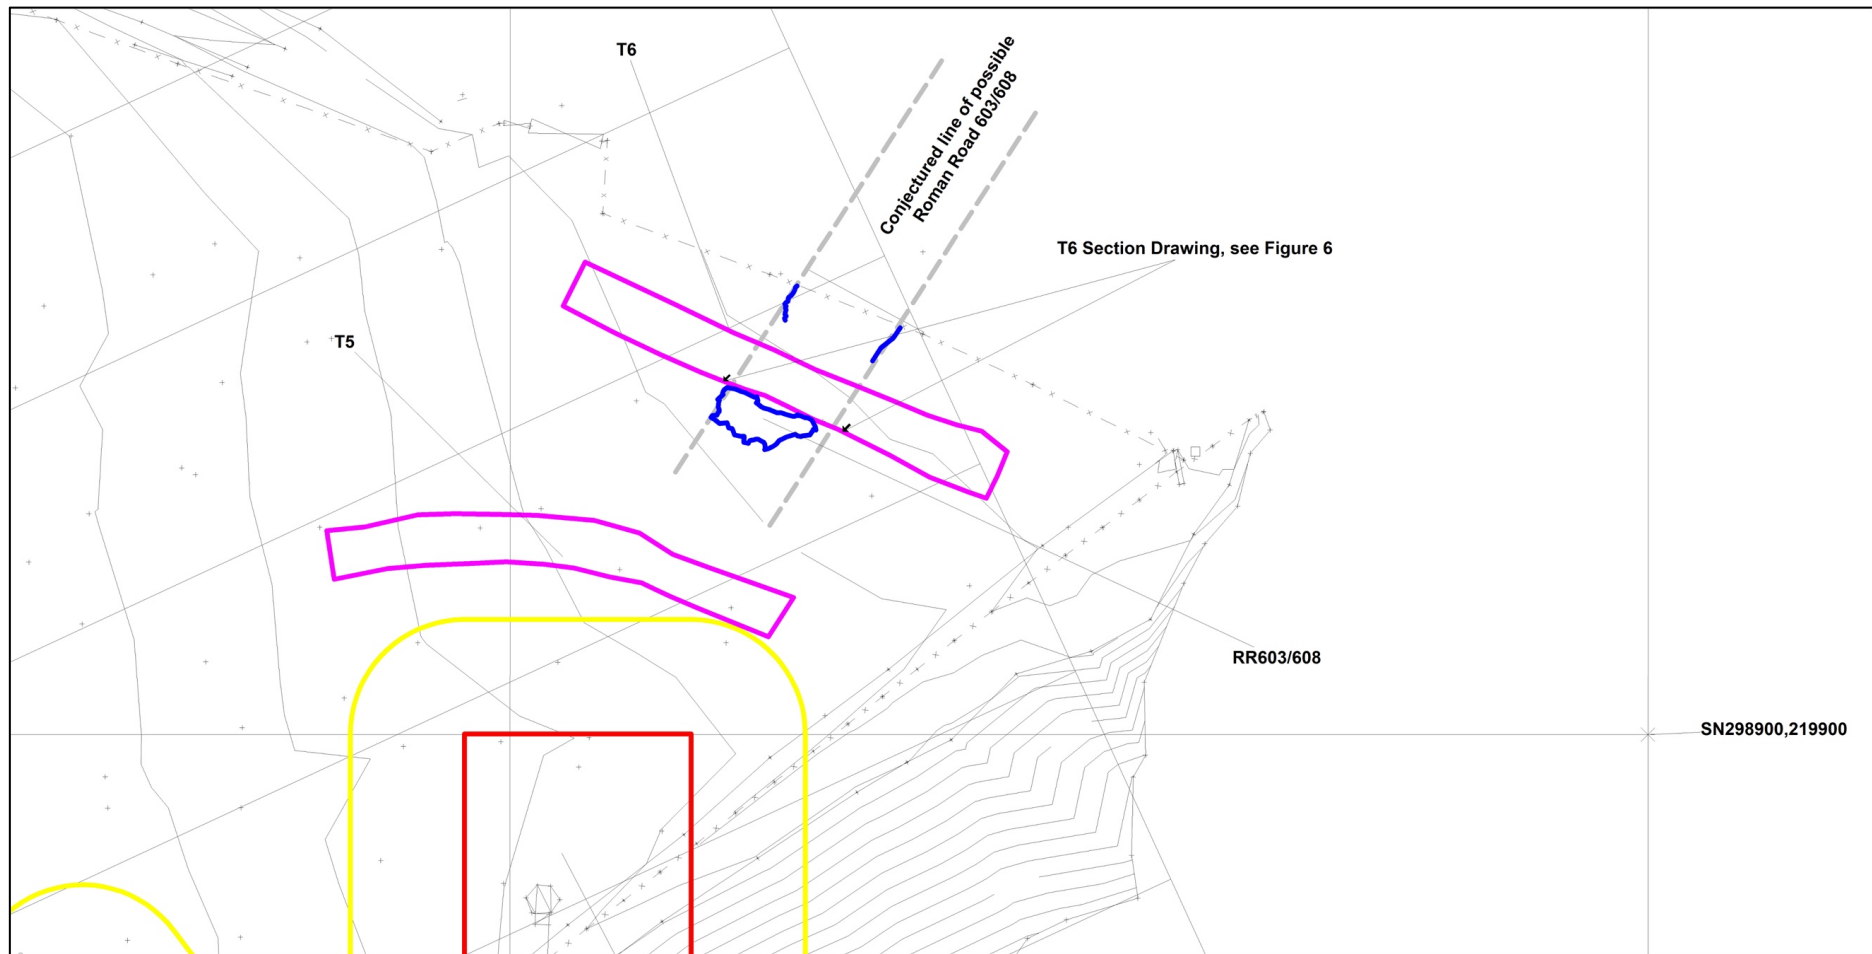 T6
Conjectured line of possible
Roman Road 603/608
T6 Section Drawing, see Figure 6
T5
RR603/608
SN298900,219900